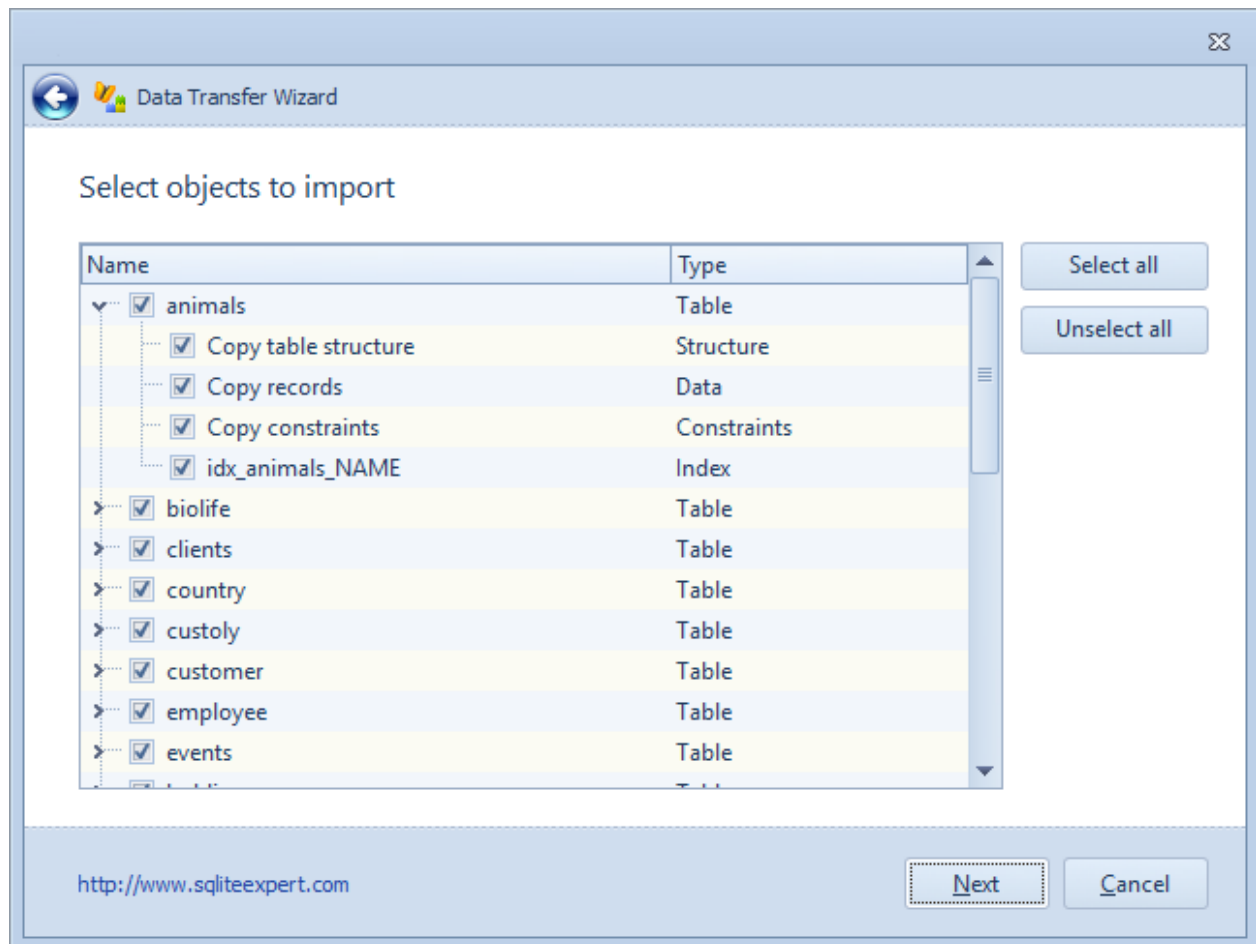 Data Transfer Wizard
Select objects to import
Name Type
animals Table
Copy table structure Structure
Copy records Data
Copy constraints Constraints
idx_animals_NAME Index
biolife Table
clients Table
country Table
custoly Table
customer Table
employee Table
events Table
Select all
Unselect all
http://www.sqliteexpert.com
Next
Cancel